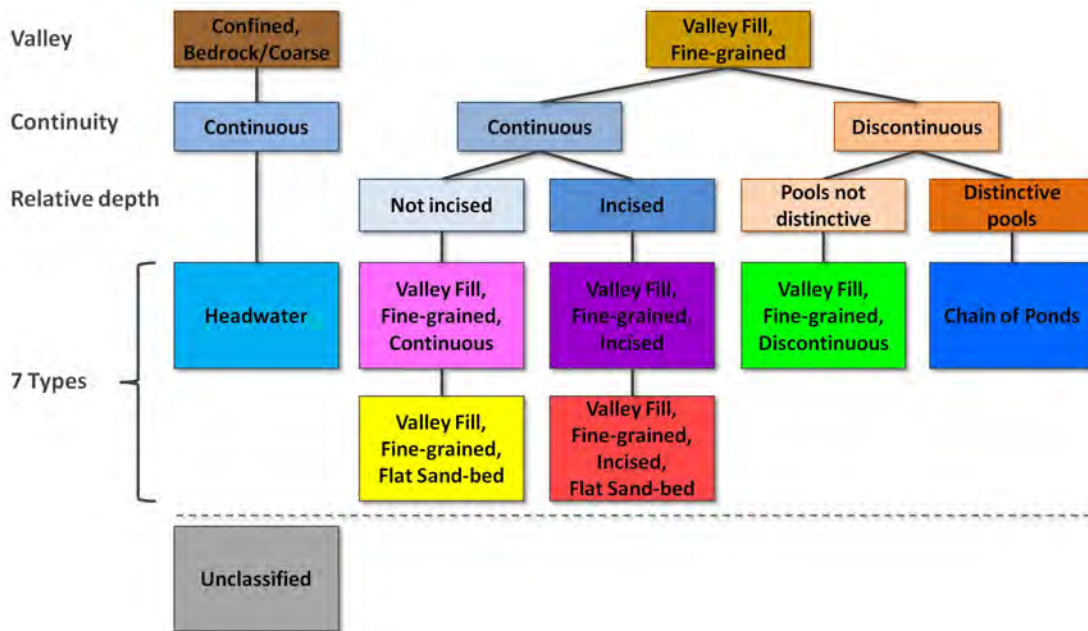 Valley
Confined,
Bedrock/Coarse
Valley Fill,
Fine-grained
Continuity
Continuous
Continuous
Discontinuous
Relative depth
Not incised
Incised
Pools not
distinctive
Distinctive
pools
7 Types
Headwater
Valley Fill,
Fine-grained,
Continuous
Valley Fill,
Fine-grained,
Incised
Valley Fill,
Fine-grained,
Discontinuous
Chain of Ponds
Valley Fill,
Fine-grained,
Flat Sand-bed
Valley Fill,
Fine-grained,
Incised,
Flat Sand-bed
Unclassified